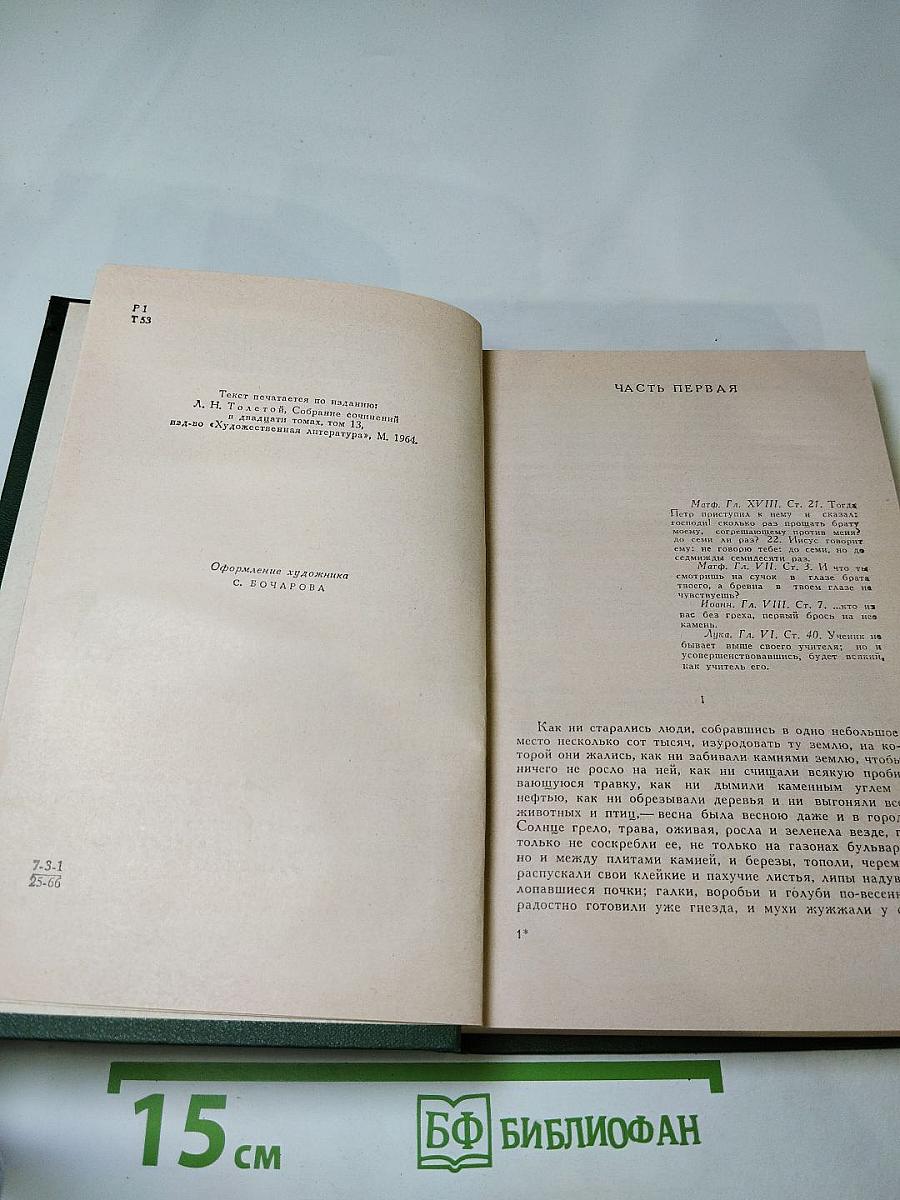 Р1
Т53
Текст печатается по изданию:
Л. Н. Толстой, Собрание сочинений
в двадцати томах, том 13,
изд-во «Художественная литература», М. 1964.
Оформление художника
С. БОЧАРОВА
7-3-1
25-66
ЧАСТЬ ПЕРВАЯ
Матф. Гл. XVIII. Ст. 21. Тогда
Петр приступил к нему и сказал:
господи! сколько раз прощать брату
моему, согрешающему против меня?
до семи ли раз? 22. Иисус говорит
ему: не говорю тебе: до семи, но до
седмижды семидесяти раз.
Матф. Гл. VII. Ст. 3. И что ты
смотришь на сучок в глазе брата
твоего, а бревна в твоем глазе не
чувствуешь?
Иоанн. Гл. VIII. Ст. 7. ...кто из
вас без греха, первый брось на нее
камень.
Лука. Гл. VI. Ст. 40. Ученик не
бывает выше своего учителя; но и
усовершенствовавшись, будет всякий,
как учитель его.
I
Как ни старались люди, собравшись в одно небольшое
место несколько сот тысяч, изуродовать ту землю, на ко-
торой они жались, как ни забивали камнями землю, чтобы
ничего не росло на ней, как ни счищали всякую проби-
вающуюся травку, как ни дымили каменным углем
нефтью, как ни обрезывали деревья и ни выгоняли все
животных и птиц,— весна была весною даже и в город
Солнце грело, трава, оживая, росла и зеленела везде, г
только не соскребли ее, не только на газонах бульвар
но и между плитами камней, и березы, тополи, черем
распускали свои клейкие и пахучие листья, липы надув
лопавшиеся почки; галки, воробьи и голуби по-весенн
радостно готовили уже гнезда, и мухи жужжали у с
1*
15 см
БФ БИБЛИОФАН